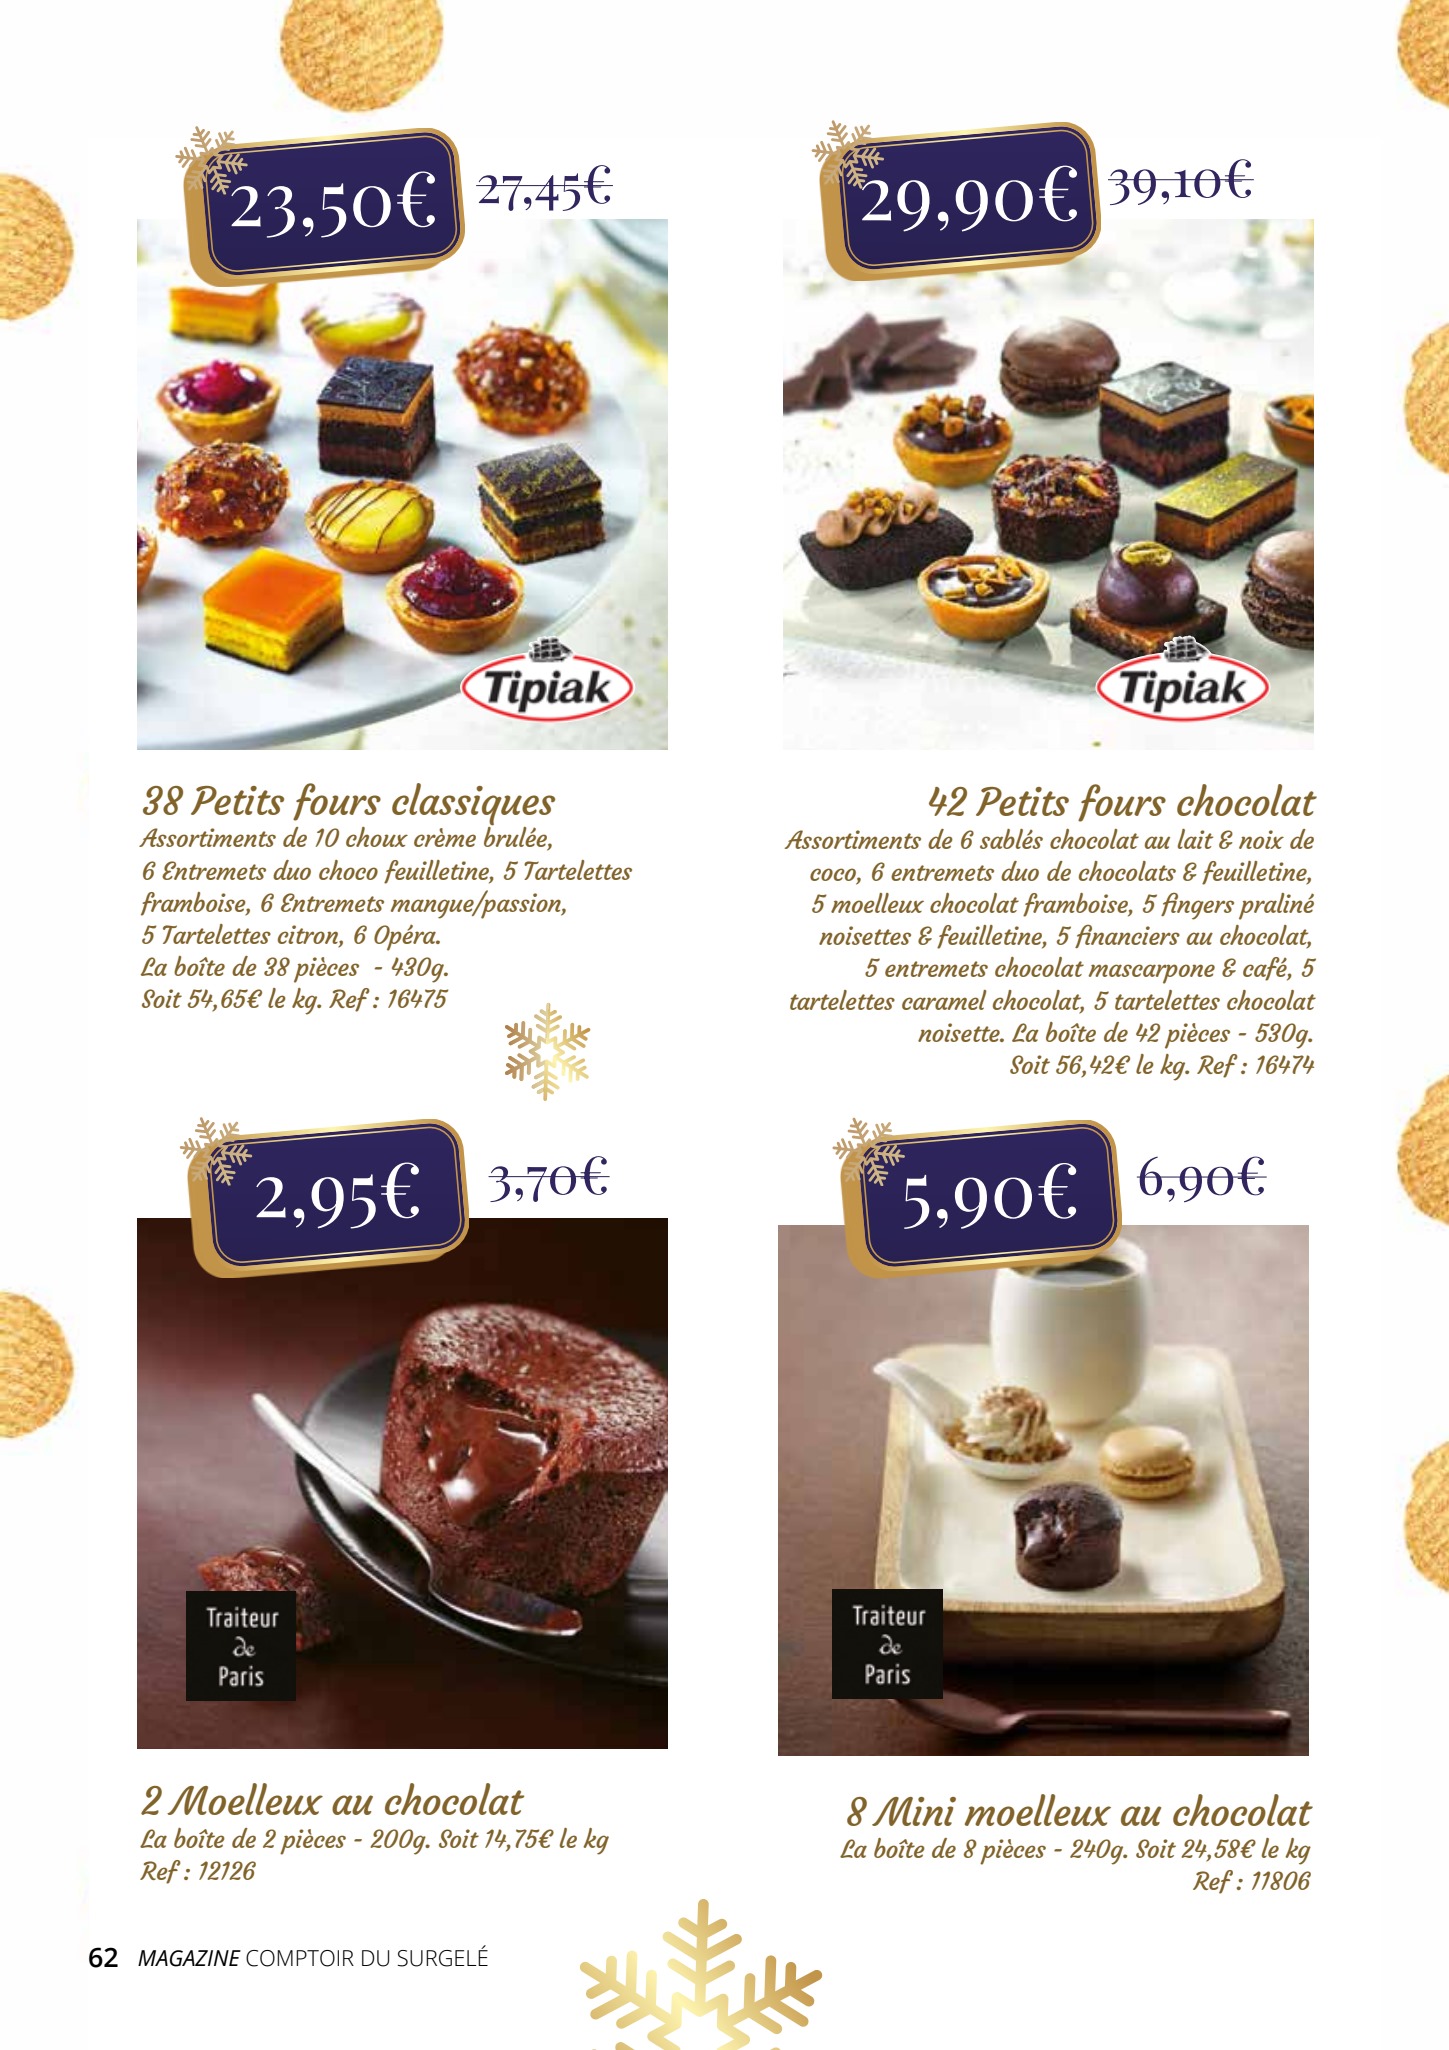 23,50€
27,45€
29,90€
39,10€
Tipiak
Tipiak
38 Petits fours classiques
Assortiments de 10 choux crème brulée,
6 Entremets duo choco feuilletine, 5 Tartelettes
framboise, 6 Entremets mangue/passion,
5 Tartelettes citron, 6 Opéra.
La boîte de 38 pièces - 430g.
Soit 54,65€ le kg. Ref : 16475
42 Petits fours chocolat
Assortiments de 6 sablés chocolat au lait & noix de
coco, 6 entremets duo de chocolats & feuilletine,
5 moelleux chocolat framboise, 5 fingers praliné
noisettes & feuilletine, 5 financiers au chocolat,
5 entremets chocolat mascarpone & café, 5
tartelettes caramel chocolat, 5 tartelettes chocolat
noisette. La boîte de 42 pièces - 530g.
Soit 56,42€ le kg. Ref : 16474
2,95€
3,70€
5,90€
6,90€
Traiteur
de
Paris
Traiteur
de
Paris
2 Moelleux au chocolat
La boîte de 2 pièces - 200g. Soit 14,75€ le kg
Ref : 12126
8 Mini moelleux au chocolat
La boîte de 8 pièces - 240g. Soit 24,58€ le kg
Ref : 11806
62 MAGAZINE COMPTOIR DU SURGELÉ